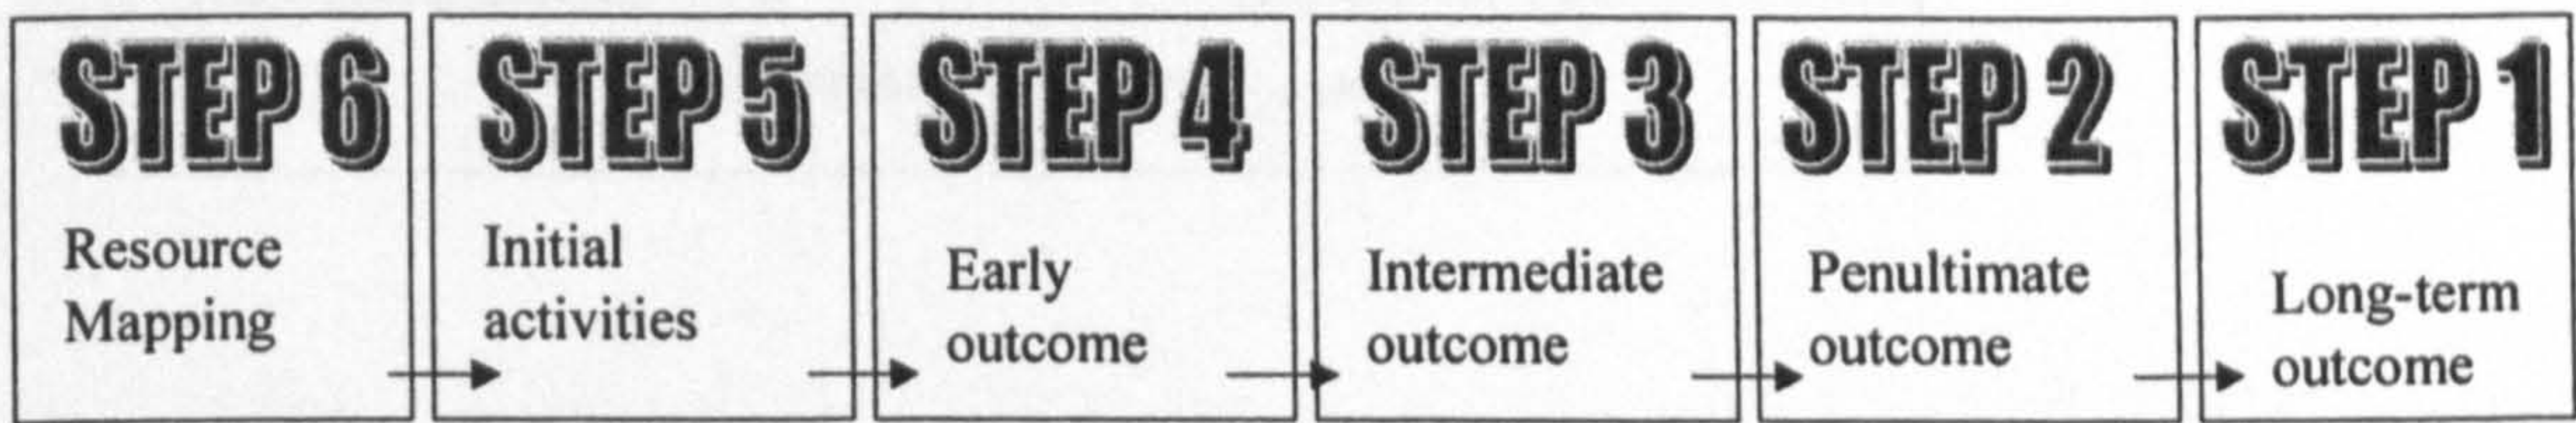 STEP 6
Resource
Mapping
STEP 5
Initial
activities
STEP 4
Early
outcome
STEP 3
Intermediate
outcome
STEP 2
Penultimate
outcome
STEP 1
Long-term
outcome